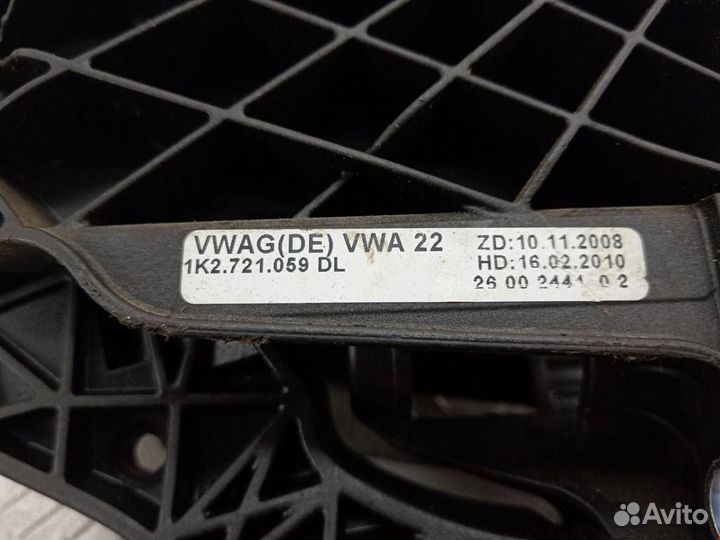 VWAG(DE) VWA 22
1K2.721.059 DL
ZD:10.11.2008
HD:16.02.2010
26 00 2441 0 2
Avito